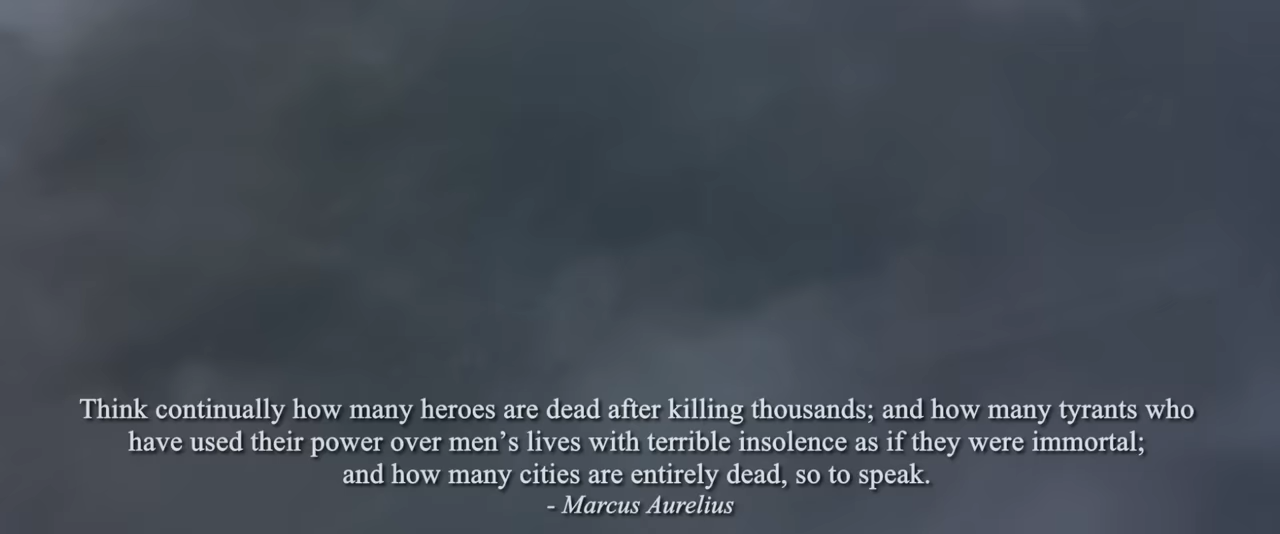 Think continually how many heroes are dead after killing thousands; and how many tyrants who
have used their power over men’s lives with terrible insolence as if they were immortal;
and how many cities are entirely dead, so to speak.
- Marcus Aurelius